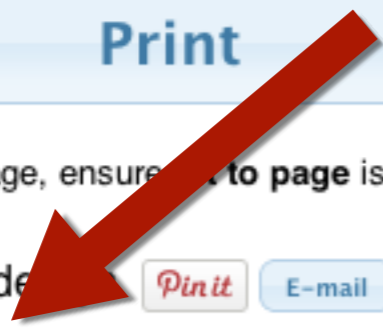 Print
ge, ensure to page is
de
Pin it E-mail